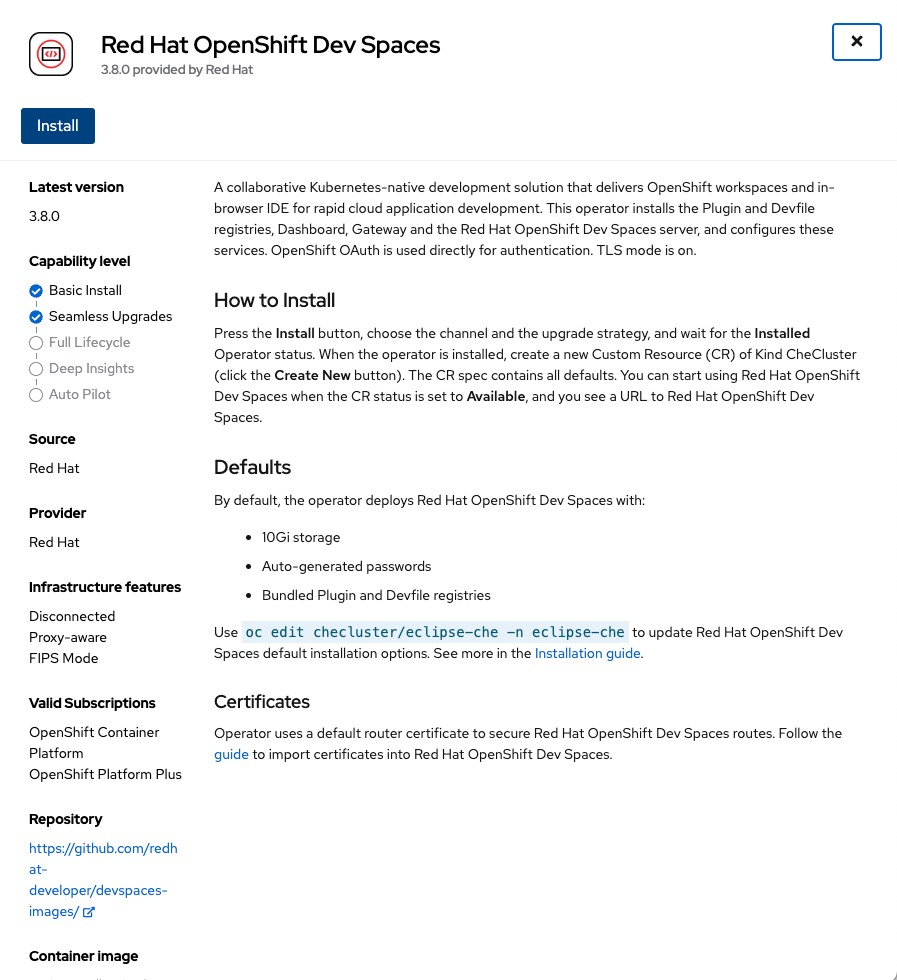 Red Hat OpenShift Dev Spaces
3.8.0 provided by Red Hat
Install
Latest version
3.8.0
Capability level
Basic Install
Seamless Upgrades
Full Lifecycle
Deep Insights
Auto Pilot
Source
Red Hat
Provider
Red Hat
Infrastructure features
Disconnected
Proxy-aware
FIPS Mode
Valid Subscriptions
OpenShift Container
Platform
OpenShift Platform Plus
Repository
https://github.com/redh
at-
developer/devspaces-
images/
Container image
A collaborative Kubernetes-native development solution that delivers OpenShift workspaces and in-
browser IDE for rapid cloud application development. This operator installs the Plugin and Devfile
registries, Dashboard, Gateway and the Red Hat OpenShift Dev Spaces server, and configures these
services. OpenShift OAuth is used directly for authentication. TLS mode is on.
How to Install
Press the Install button, choose the channel and the upgrade strategy, and wait for the Installed
Operator status. When the operator is installed, create a new Custom Resource (CR) of Kind CheCluster
(click the Create New button). The CR spec contains all defaults. You can start using Red Hat OpenShift
Dev Spaces when the CR status is set to Available, and you see a URL to Red Hat OpenShift Dev
Spaces.
Defaults
By default, the operator deploys Red Hat OpenShift Dev Spaces with:
• 10Gi storage
• Auto-generated passwords
• Bundled Plugin and Devfile registries
Use oc edit checluster/eclipse-che -n eclipse-che to update Red Hat OpenShift Dev
Spaces default installation options. See more in the Installation guide.
Certificates
Operator uses a default router certificate to secure Red Hat OpenShift Dev Spaces routes. Follow the
guide to import certificates into Red Hat OpenShift Dev Spaces.